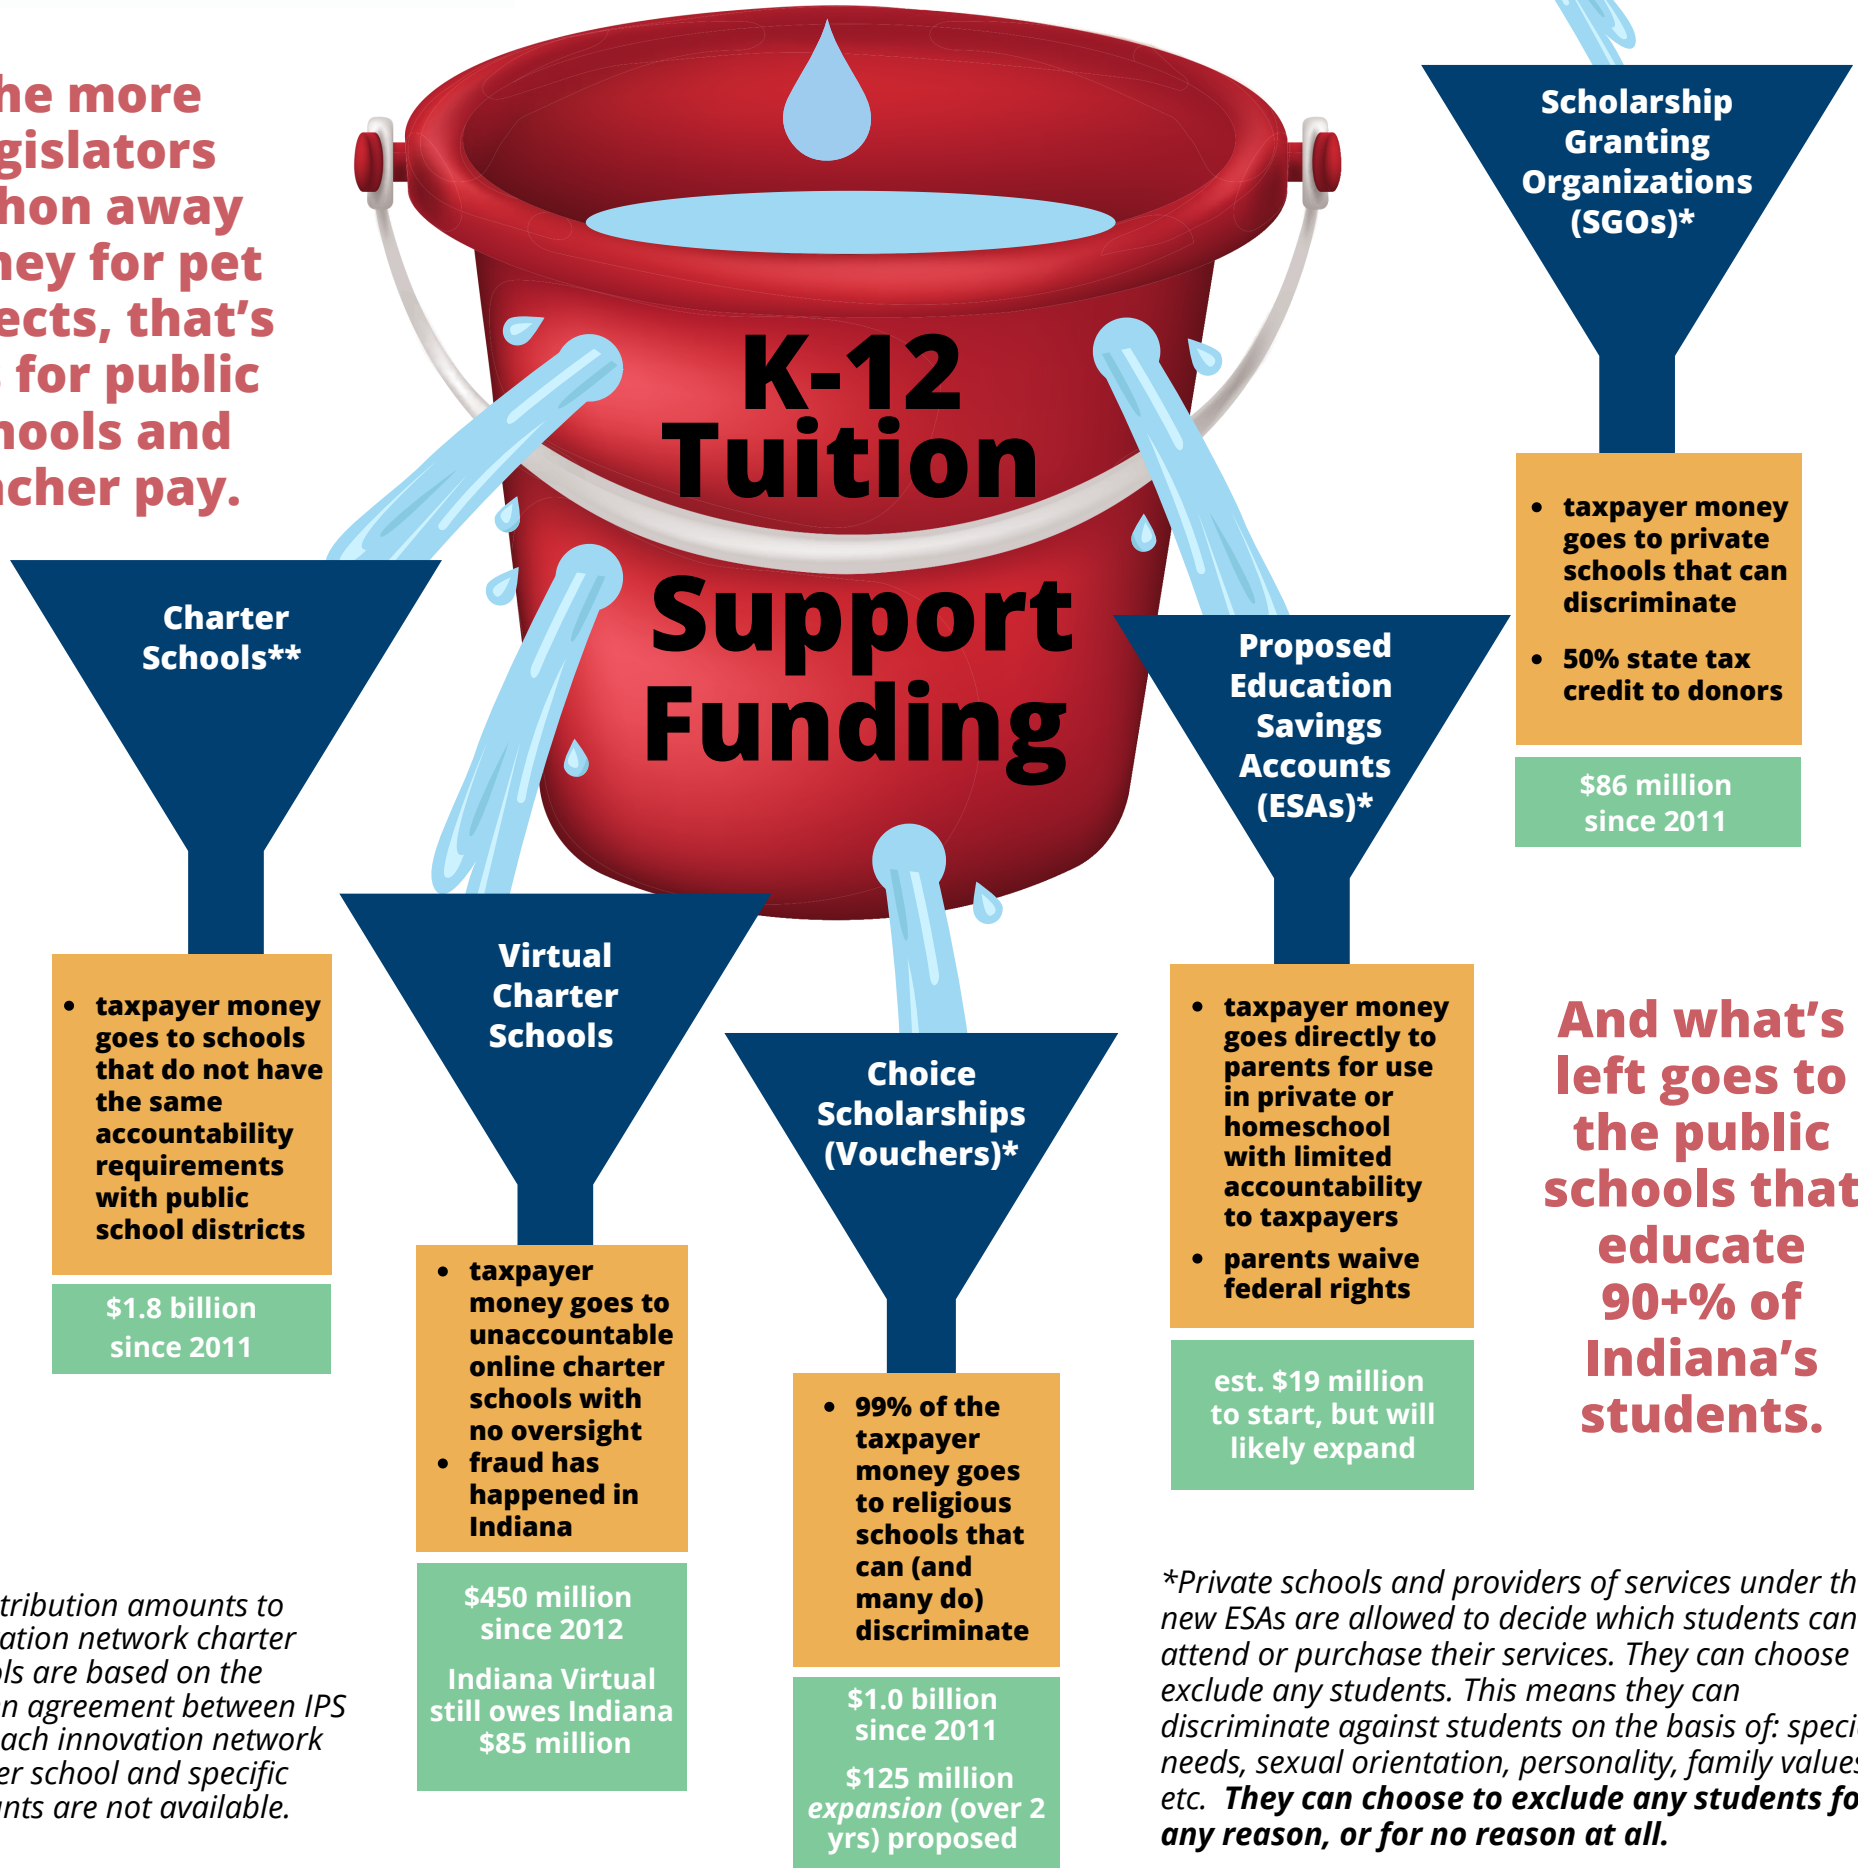 he more
gislators
hon away
ney for pet
ects, that's
s for public
hools and
acher pay.
K-12
Tuition
Support
Funding
Scholarship
Granting
Organizations
(SGOs)*
• taxpayer money
goes to private
schools that can
discriminate
• 50% state tax
credit to donors
$86 million
since 2011
Charter
Schools**
• taxpayer money
goes to schools
that do not have
the same
accountability
requirements
with public
school districts
$1.8 billion
since 2011
Virtual
Charter
Schools
• taxpayer
money goes to
unaccountable
online charter
schools with
no oversight
• fraud has
happened in
Indiana
$450 million
since 2012
Indiana Virtual
still owes Indiana
$85 million
Choice
Scholarships
(Vouchers)*
• 99% of the
taxpayer
money goes
to religious
schools that
can (and
many do)
discriminate
$1.0 billion
since 2011
$125 million
expansion (over 2
yrs) proposed
Proposed
Education
Savings
Accounts
(ESAs)*
• taxpayer money
goes directly to
parents for use
in private or
homeschool
with limited
accountability
to taxpayers
• parents waive
federal rights
est. $19 million
to start, but will
likely expand
And what's
left goes to
the public
schools that
educate
90+% of
Indiana's
students.
tribution amounts to
ation network charter
ols are based on the
en agreement between IPS
ach innovation network
er school and specific
unts are not available.
*Private schools and providers of services under th
new ESAs are allowed to decide which students can
attend or purchase their services. They can choose
exclude any students. This means they can
discriminate against students on the basis of: speci
needs, sexual orientation, personality, family values
etc. They can choose to exclude any students fo
any reason, or for no reason at all.